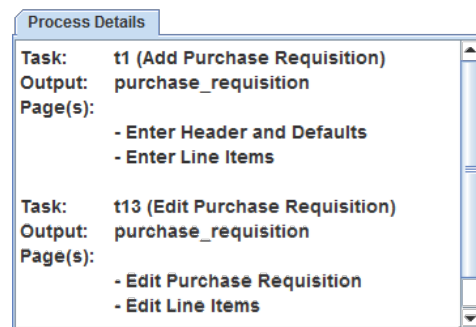 Process Details
Task: t1 (Add Purchase Requisition)
Output: purchase_requisition
Page(s):
- Enter Header and Defaults
- Enter Line Items
Task: t13 (Edit Purchase Requisition)
Output: purchase_requisition
Page(s):
- Edit Purchase Requisition
- Edit Line Items